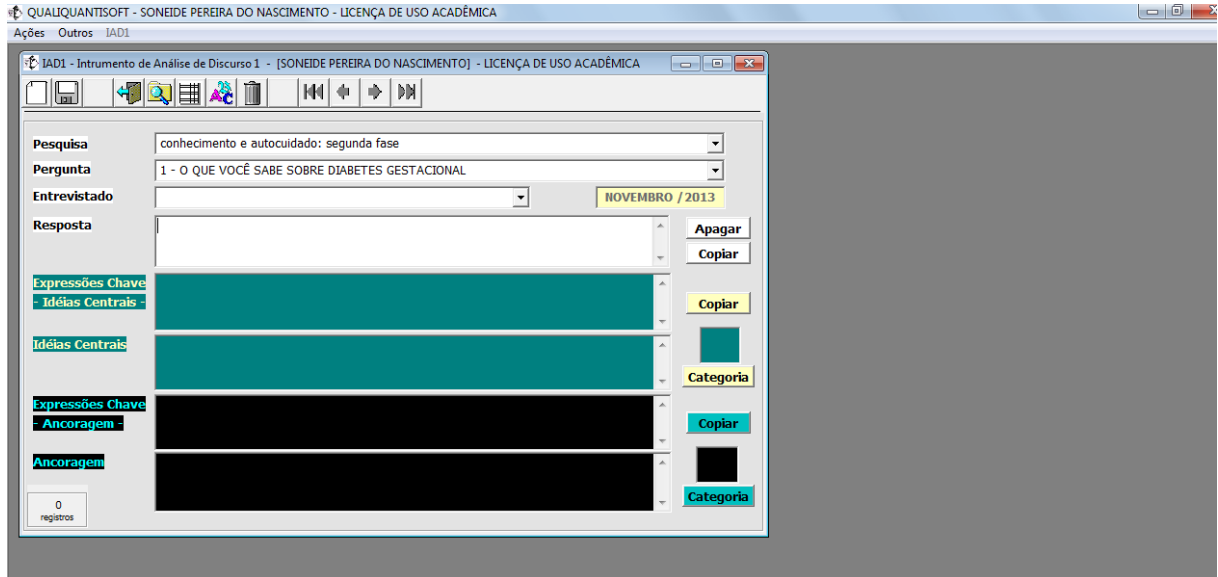 QUALIQUANTISOFT - SONEIDE PEREIRA DO NASCIMENTO - LICENÇA DE USO ACADÊMICA
Ações Outros IAD1
IAD1 - Intrumento de Análise de Discurso 1 - [SONEIDE PEREIRA DO NASCIMENTO] - LICENÇA DE USO ACADÊMICA
Pesquisa conhecimento e autocuidado: segunda fase
Pergunta 1 - O QUE VOCÊ SABE SOBRE DIABETES GESTACIONAL
Entrevistado NOVEMBRO / 2013
Resposta Apagar
Copiar
Expressões Chave
- Idéias Centrais - Copiar
Idéias Centrais
Categoria
Expressões Chave
- Ancoragem - Copiar
Ancoragem
Categoria
0
registros